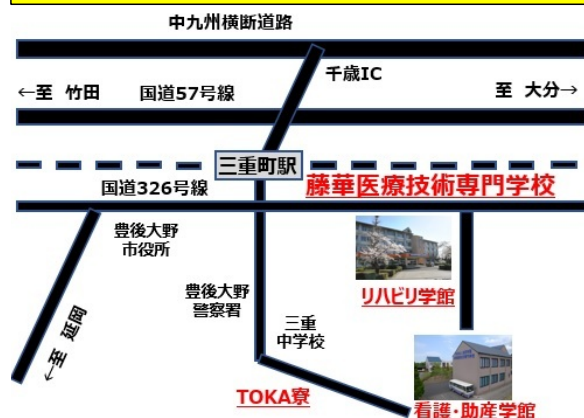 中九州横断道路
千歳IC
←至 竹田
国道57号線
至 大分→
三重町駅
国道326号線
藤華医療技術専門学校
豊後大野
市役所
リハビリ学館
豊後大野
警察署
三重
中学校
←至 延岡
TOKA寮
看護・助産学館